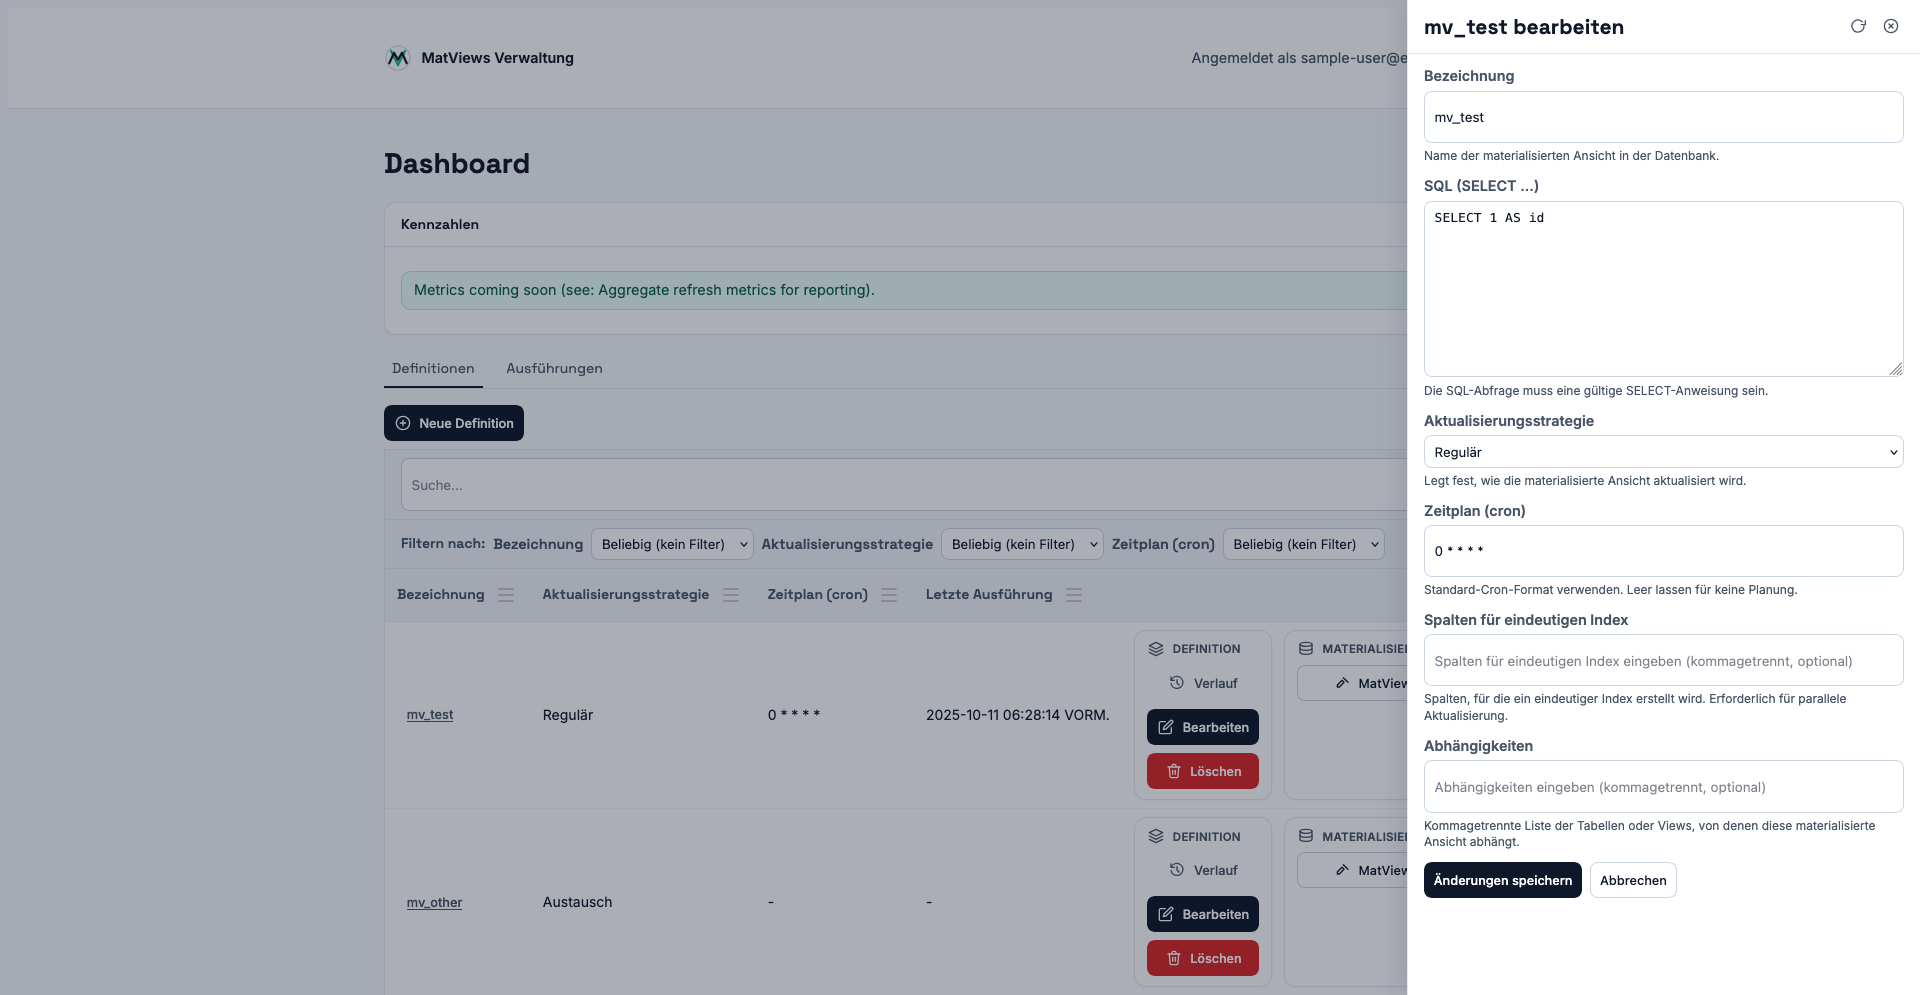 MatViews Verwaltung
Angemeldet als sample-user@e
Dashboard
Kennzahlen
Metrics coming soon (see: Aggregate refresh metrics for reporting).
Definitionen
Ausführungen
Neue Definition
Suche...
Filtern nach: Bezeichnung Beliebig (kein Filter) Aktualisierungsstrategie Beliebig (kein Filter) Zeitplan (cron) Beliebig (kein Filter)
Bezeichnung Aktualisierungsstrategie Zeitplan (cron) Letzte Ausführung
mv_test Regulär 0 * * * * 2025-10-11 06:28:14 VORM.
DEFINITION
Verlauf
Bearbeiten
Löschen
MATERIALISIE
MatView
mv_other Austausch - -
DEFINITION
Verlauf
Bearbeiten
Löschen
MATERIALISIE
MatView
mv_test bearbeiten
Bezeichnung
mv_test
Name der materialisierten Ansicht in der Datenbank.
SQL (SELECT ...)
SELECT 1 AS id
Die SQL-Abfrage muss eine gültige SELECT-Anweisung sein.
Aktualisierungsstrategie
Regulär
Legt fest, wie die materialisierte Ansicht aktualisiert wird.
Zeitplan (cron)
0 * * * *
Standard-Cron-Format verwenden. Leer lassen für keine Planung.
Spalten für eindeutigen Index
Spalten für eindeutigen Index eingeben (kommagetrennt, optional)
Spalten, für die ein eindeutiger Index erstellt wird. Erforderlich für parallele
Aktualisierung.
Abhängigkeiten
Abhängigkeiten eingeben (kommagetrennt, optional)
Kommagetrennte Liste der Tabellen oder Views, von denen diese materialisierte
Ansicht abhängt.
Änderungen speichern
Abbrechen